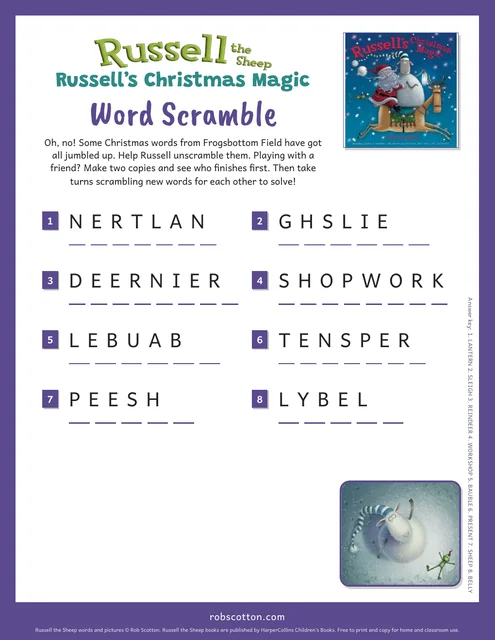 Russell the Sheep
Russell's Christmas Magic
Word Scramble
Russell's Christmas Magic
Oh, no! Some Christmas words from Frogsbottom Field have got
all jumbled up. Help Russell unscramble them. Playing with a
friend? Make two copies and see who finishes first. Then take
turns scrambling new words for each other to solve!
1 NERTLAN
2 GHSLIE
3 DEERNIER
4 SHOPWORK
5 LEBUAB
6 TENSPER
7 PEESH
8 LYBEL
Answer key: 1. LANTERN 2. SLEIGH 3. REINDEER 4. WORKSHOP 5. BAUBLE 6. PRESENT 7. SHEEP 8. BELLY
robscotton.com
Russell the Sheep words and pictures © Rob Scotton. Russell the Sheep books are published by HarperCollins Children's Books. Free to print and copy for home and classroom use.